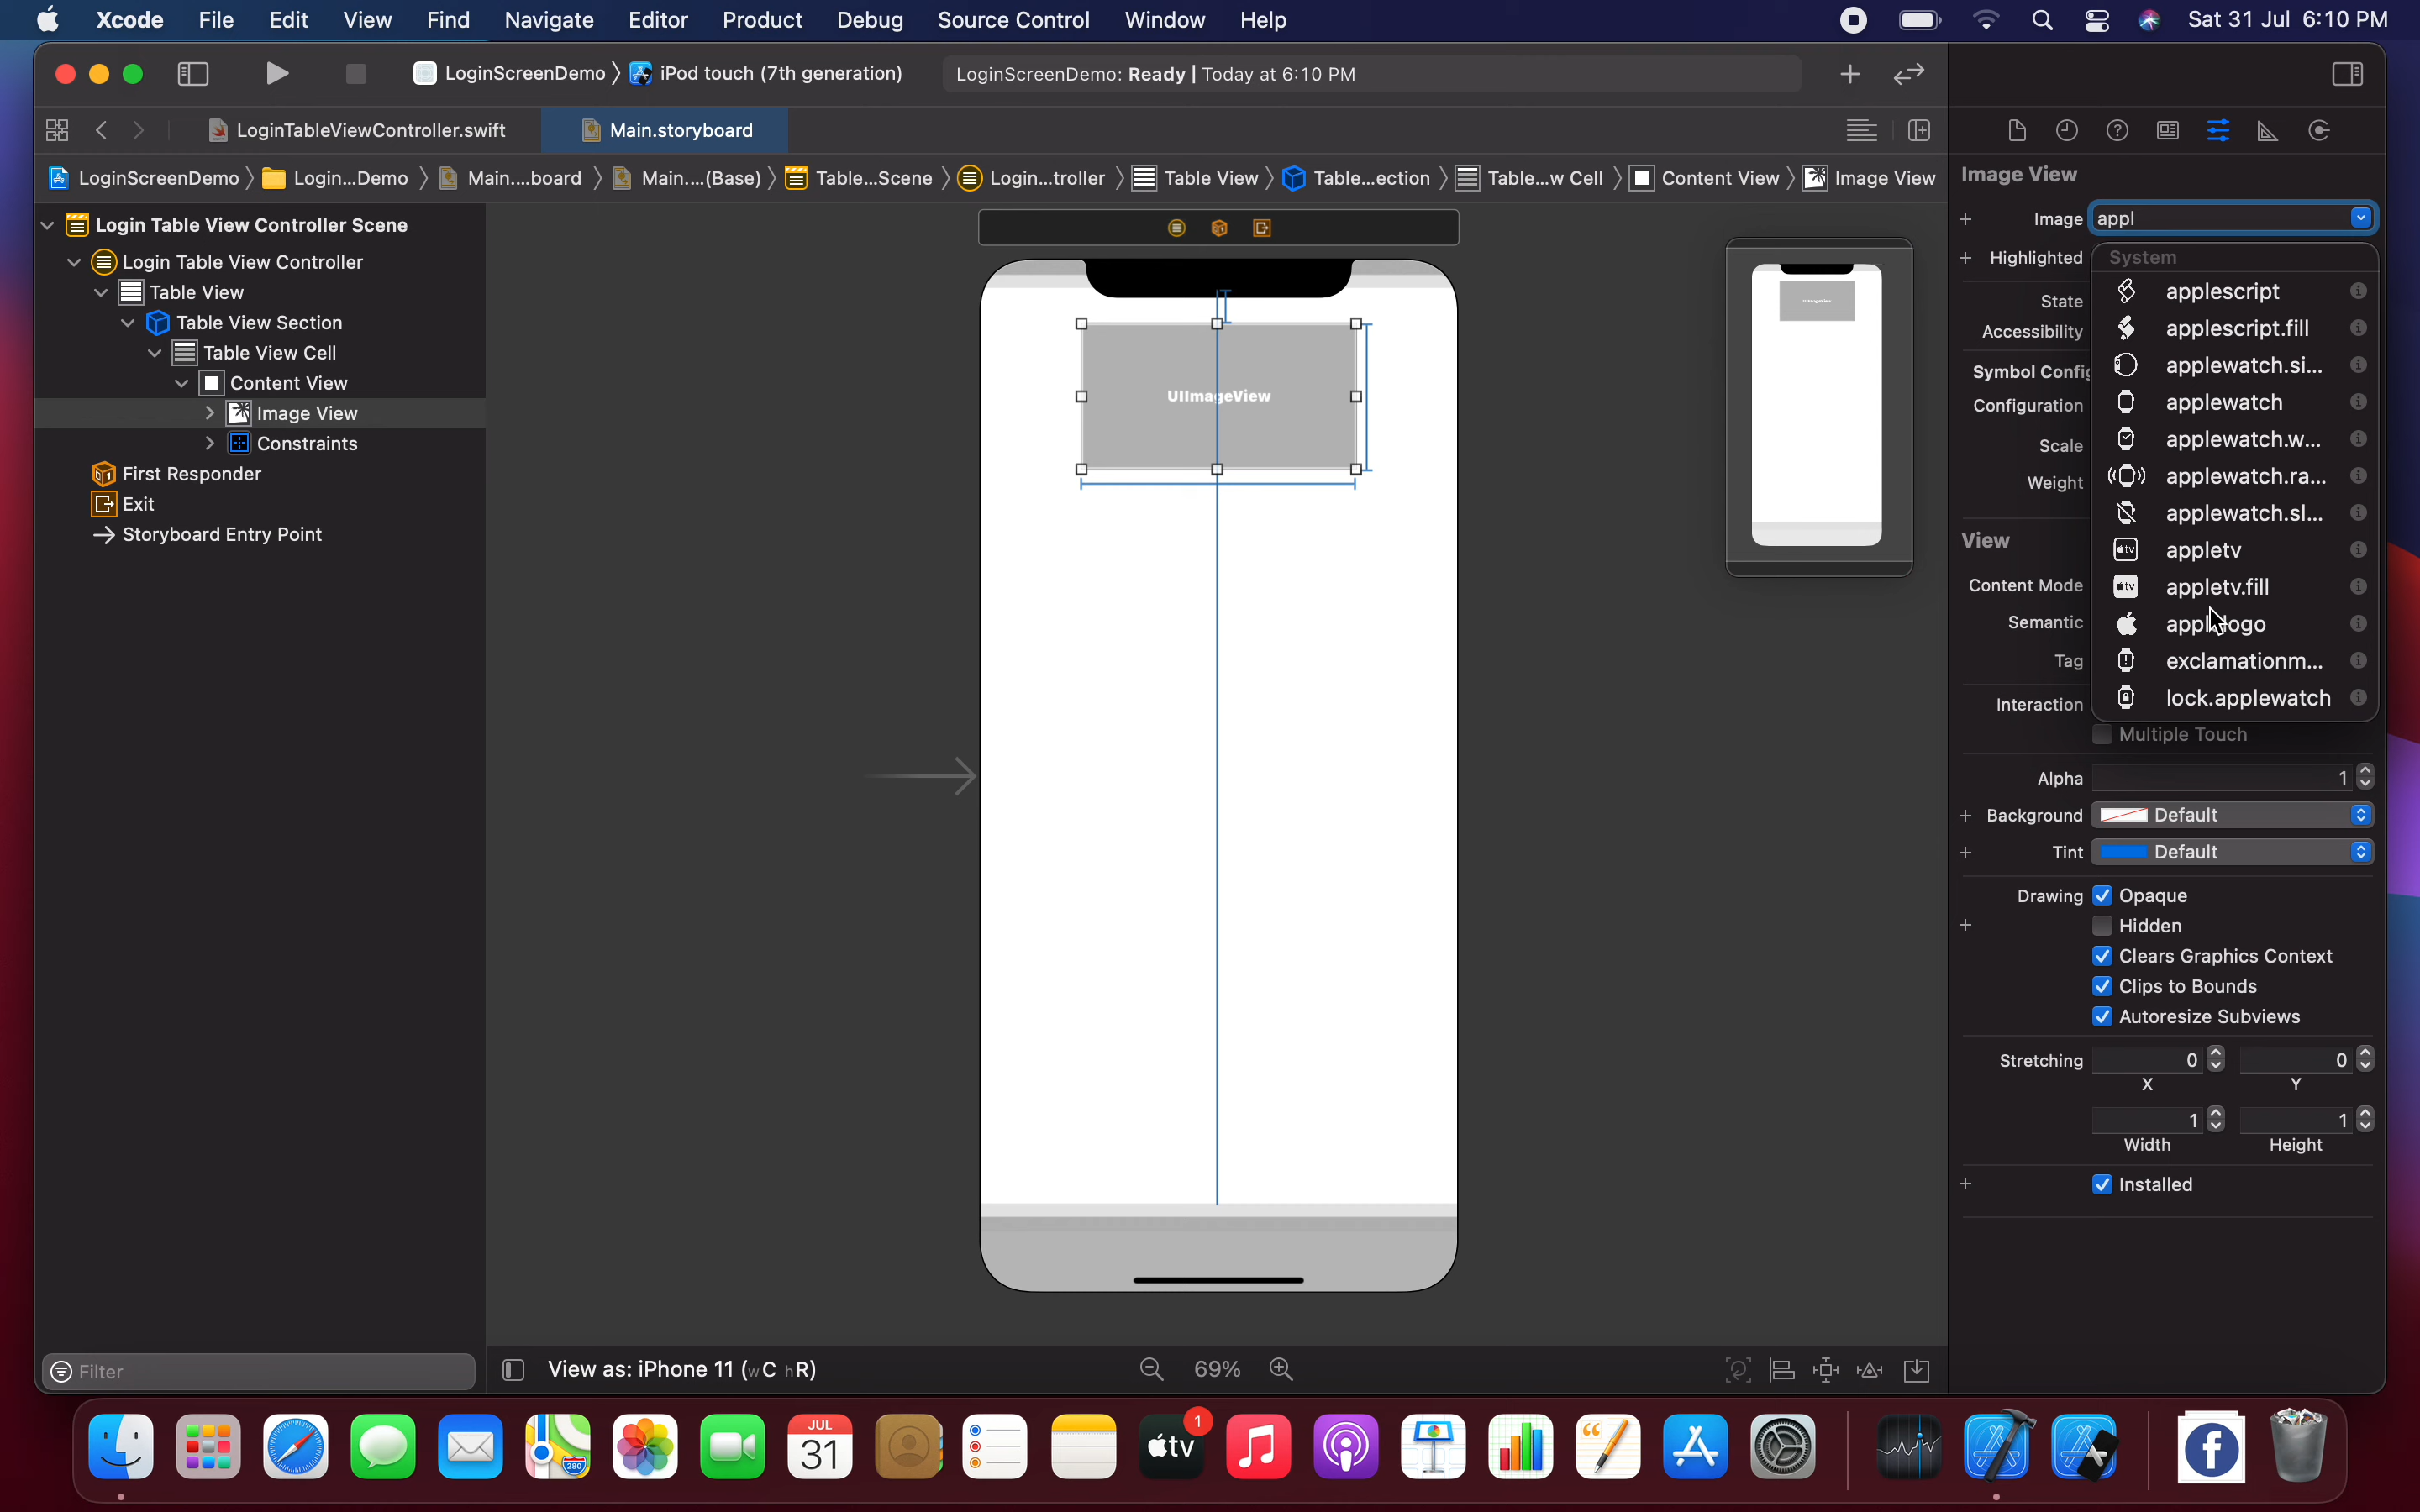 Xcode File Edit View Find Navigate Editor Product Debug Source Control Window Help Sat 31 Jul 6:10 PM
LoginScreenDemo iPod touch (7th generation) LoginScreenDemo: Ready | Today at 6:10 PM
LoginTableViewController.swift Main.storyboard
LoginScreenDemo Login...Demo Main....board Main....(Base) Table...Scene Login...troller Table View Table...ection Table...w Cell Content View Image View
Login Table View Controller Scene
Login Table View Controller
Table View
Table View Section
Table View Cell
Content View
Image View
Constraints
First Responder
Exit
Storyboard Entry Point
Filter
UIImageView
View as: iPhone 11 (wC hR) 69%
Image View
Image appl
Highlighted
State
Accessibility
Symbol Config
Configuration
Scale
Weight
View
Content Mode
Semantic
Tag
Interaction
System
applescript
applescript.fill
applewatch.si...
applewatch
applewatch.w...
applewatch.ra...
applewatch.sl...
appletv
appletv.fill
exclamationm...
lock.applewatch
Multiple Touch
Alpha 1
Background Default
Tint Default
Drawing Opaque
Hidden
Clears Graphics Context
Clips to Bounds
Autoresize Subviews
Stretching 0 0
X Y
1 1
Width Height
Installed
JUL
31
280
tv
1